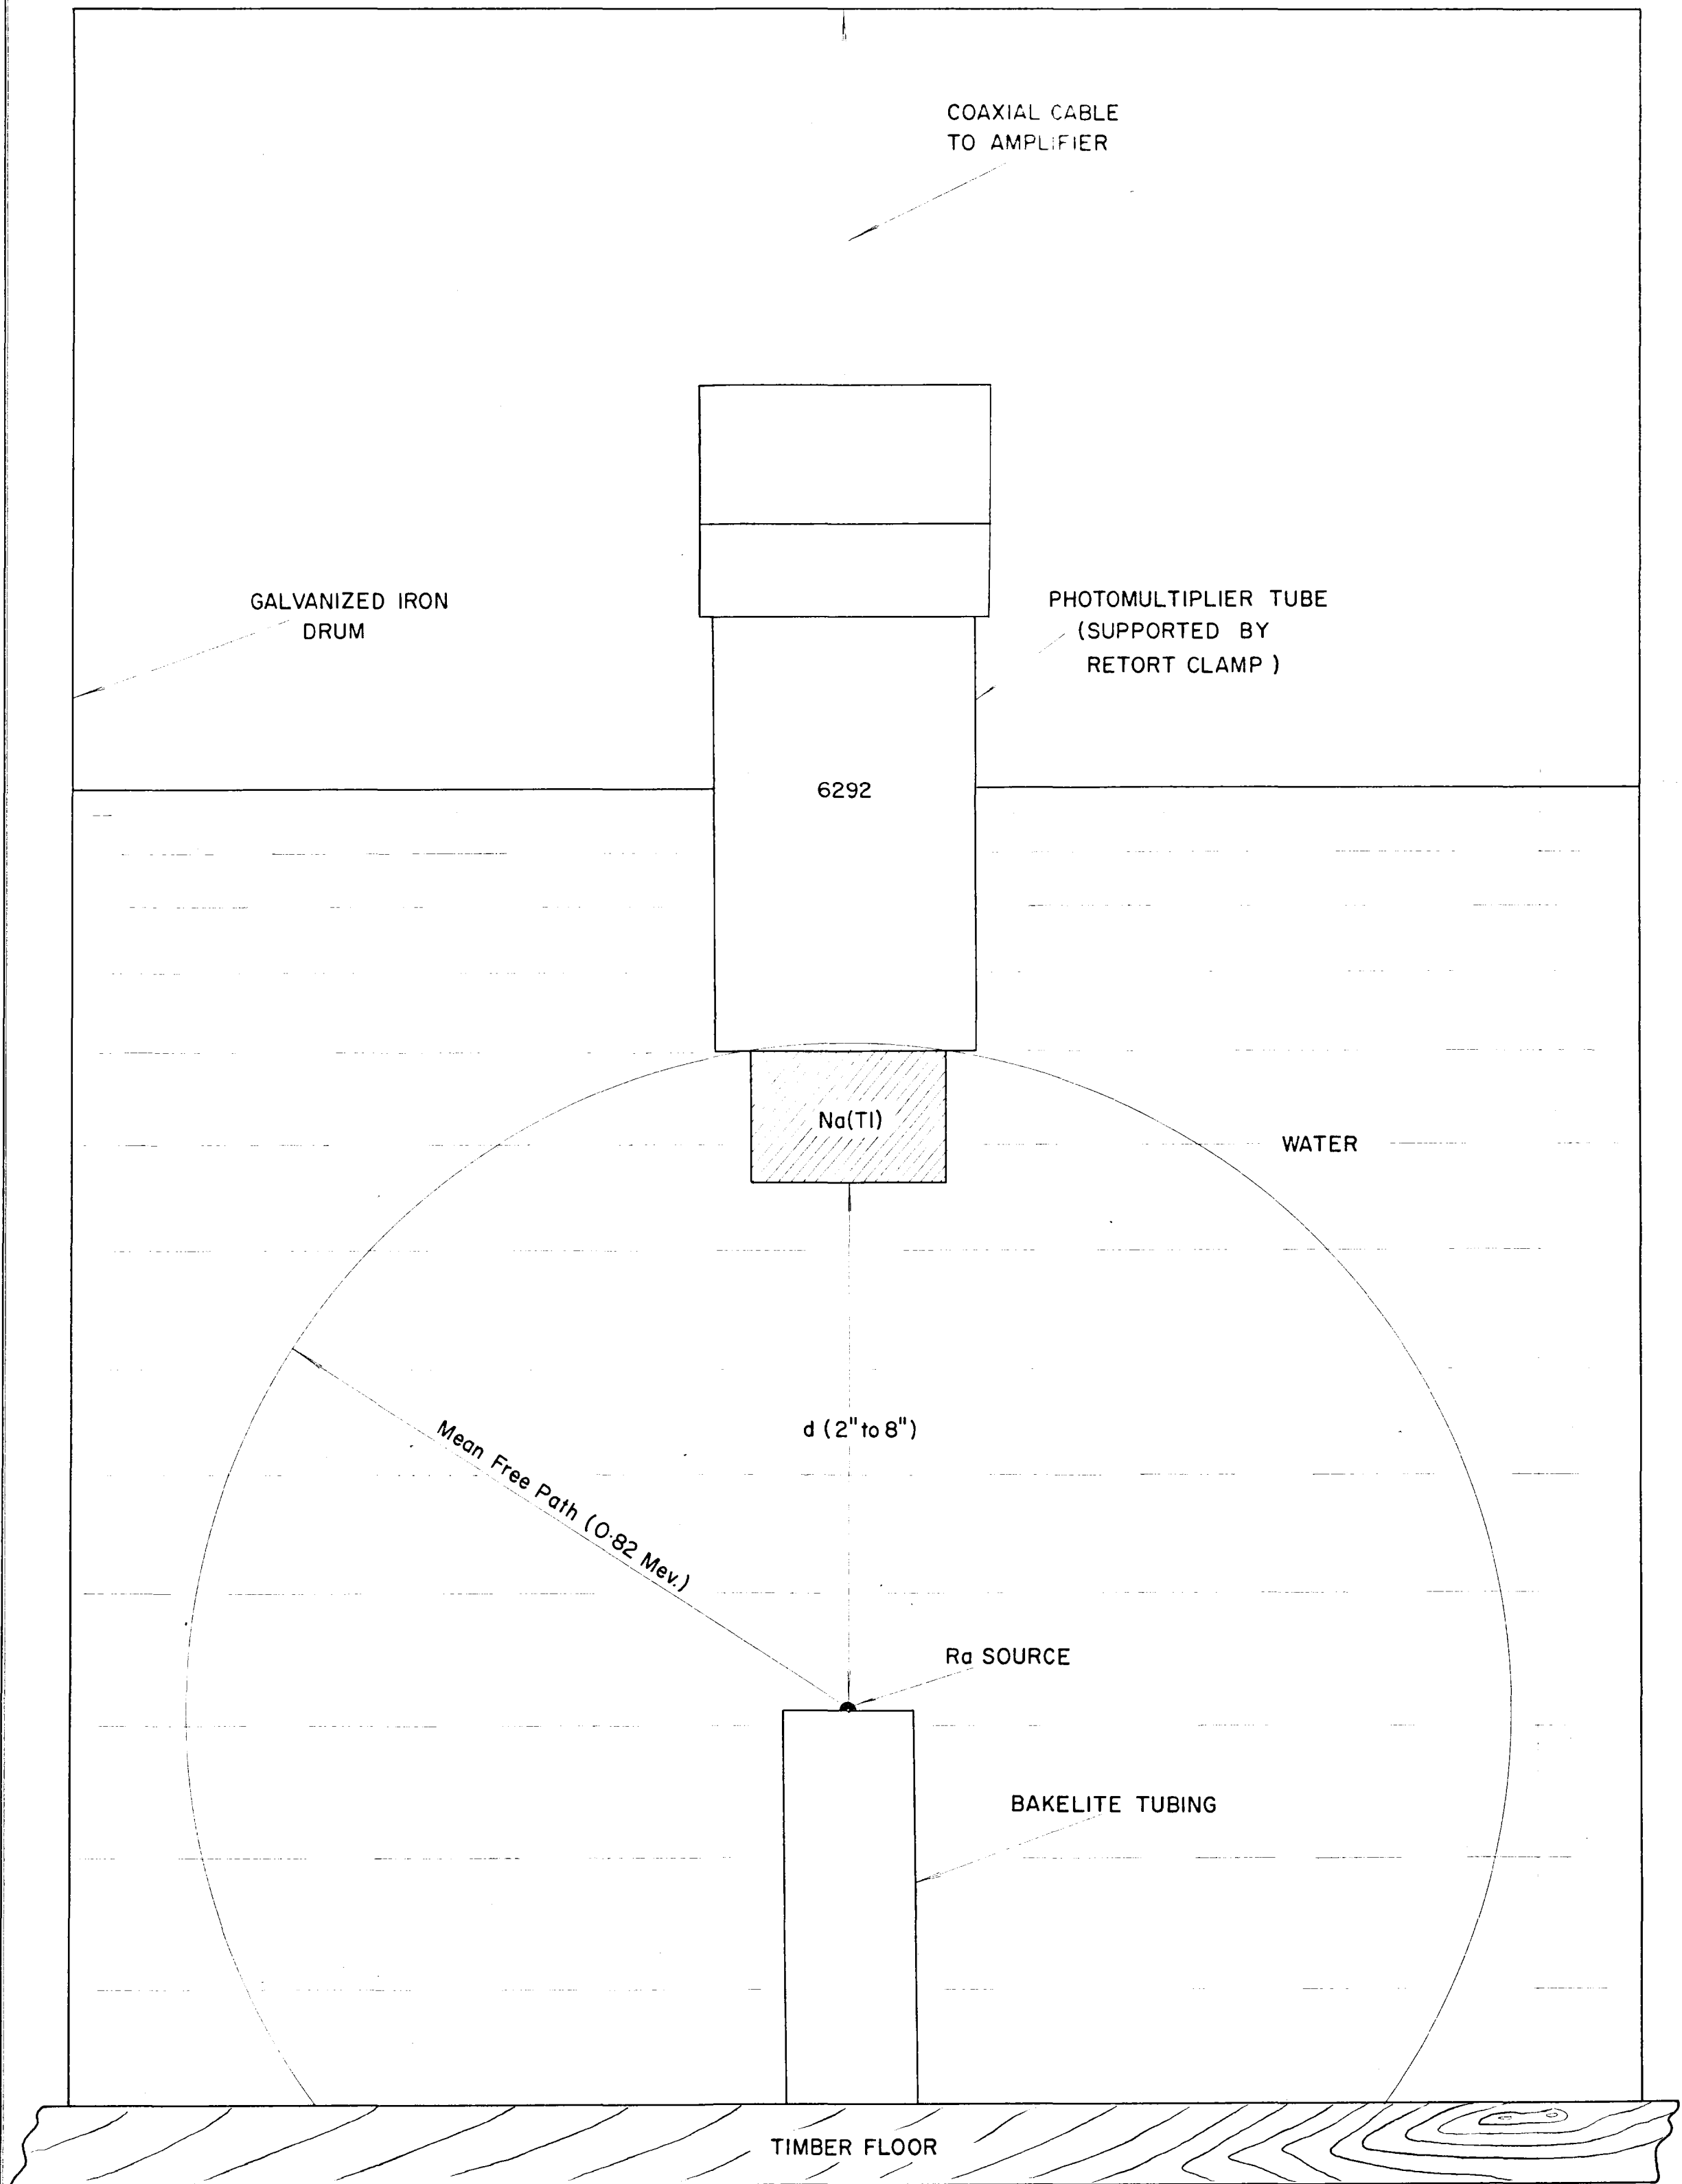 COAXIAL CABLE
TO AMPLIFIER
GALVANIZED IRON
DRUM
PHOTOMULTIPLIER TUBE
(SUPPORTED BY
RETORT CLAMP)
6292
Na(Tl)
WATER
d (2" to 8")
Mean Free Path (0·82 Mev.)
Ra SOURCE
BAKELITE TUBING
TIMBER FLOOR